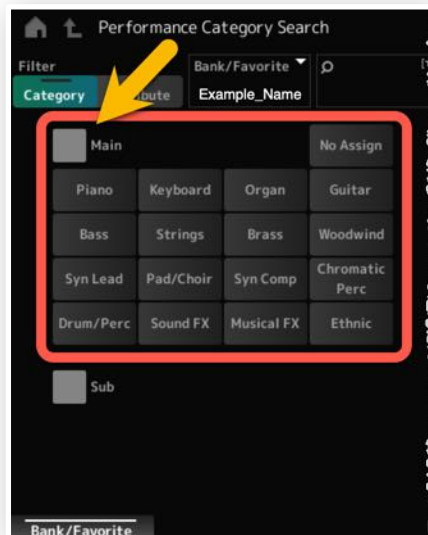 Performance Category Search
Filter
Bank/Favorite
Category
Example_Name
Main
No Assign
Piano
Keyboard
Organ
Guitar
Bass
Strings
Brass
Woodwind
Syn Lead
Pad/Choir
Syn Comp
Chromatic
Perc
Drum/Perc
Sound FX
Musical FX
Ethnic
Sub
Bank/Favorite